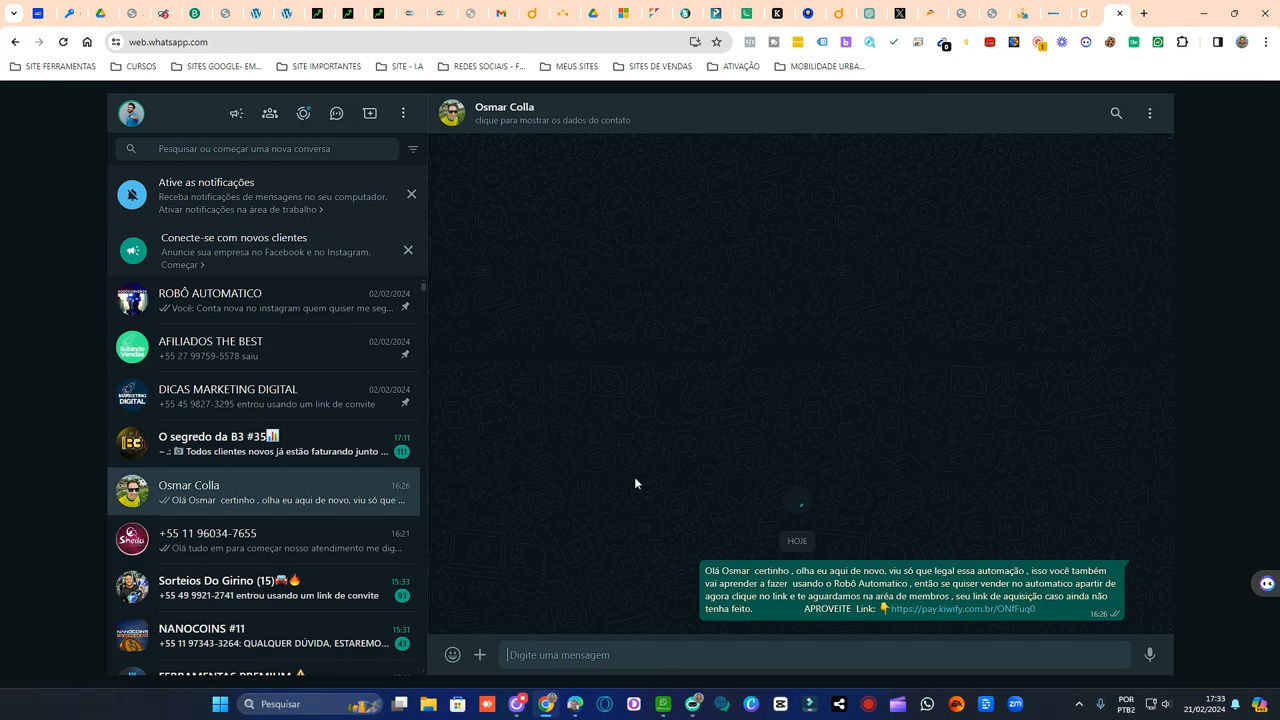 web.whatsapp.com
0
1
SITE FERRAMENTAS
CURSOS
SITES GOOGLE -EM...
SITE IMPORTANTES
SITE - I.A
REDES SOCIAIS - F...
MEUS SITES
SITES DE VENDAS
ATIVAÇÃO
MOBILIDADE URBA...
Osmar Colla
clique para mostrar os dados do contato
Pesquisar ou começar uma nova conversa
Ative as notificações
Receba notificações de mensagens no seu computador.
Ativar notificações na área de trabalho >
Conecte-se com novos clientes
Anuncie sua empresa no Facebook e no Instagram.
Começar >
ROBÔ AUTOMATICO 02/02/2024
Você: Conta nova no instagram quem quiser me seg...
AFILIADOS THE BEST 02/02/2024
+55 27 99759-5578 saiu
DICAS MARKETING DIGITAL 02/02/2024
+55 45 9827-3295 entrou usando um link de convite
O segredo da B3 #35📊 17:11
~ .: 📷 Todos clientes novos já estão faturando junto ... 111
Osmar Colla 16:26
Olá Osmar certinho , olha eu aqui de novo, viu só que ...
+55 11 96034-7655 16:21
Olá tudo em para começar nosso atendimento me dig...
Sorteios Do Girino (15)🚘🔥 15:33
+55 49 9921-2741 entrou usando um link de convite 93
NANOCOINS #11 15:31
+55 11 97343-3264: QUALQUER DÚVIDA, ESTAREMO... 43
FERRAMENTAS PREMIUM ⚠️
HOJE
Olá Osmar certinho , olha eu aqui de novo, viu só que legal essa automação , isso você também
vai aprender a fazer usando o Robô Automatico , então se quiser vender no automatico apartir de
agora clique no link e te aguardamos na aréa de membros , seu link de aquisição caso ainda não
tenha feito. APROVEITE Link: 👇https://pay.kiwify.com.br/ONfFuq0
16:26
Digite uma mensagem
Pesquisar
POR
PTB2
17:33
21/02/2024